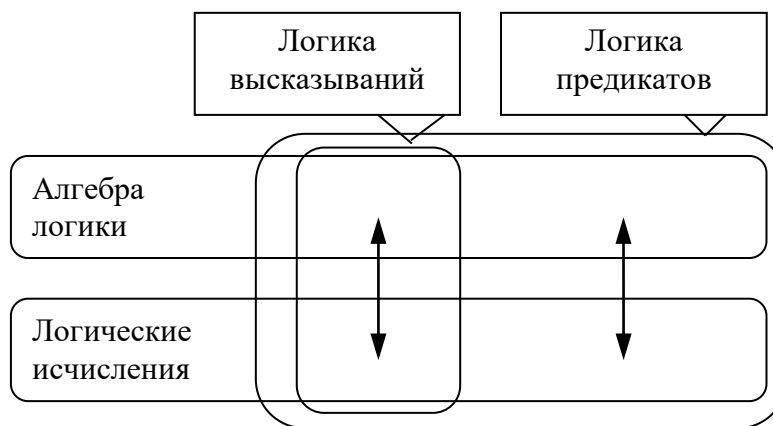 Логика
высказываний
Логика
предикатов
Алгебра
логики
Логические
исчисления